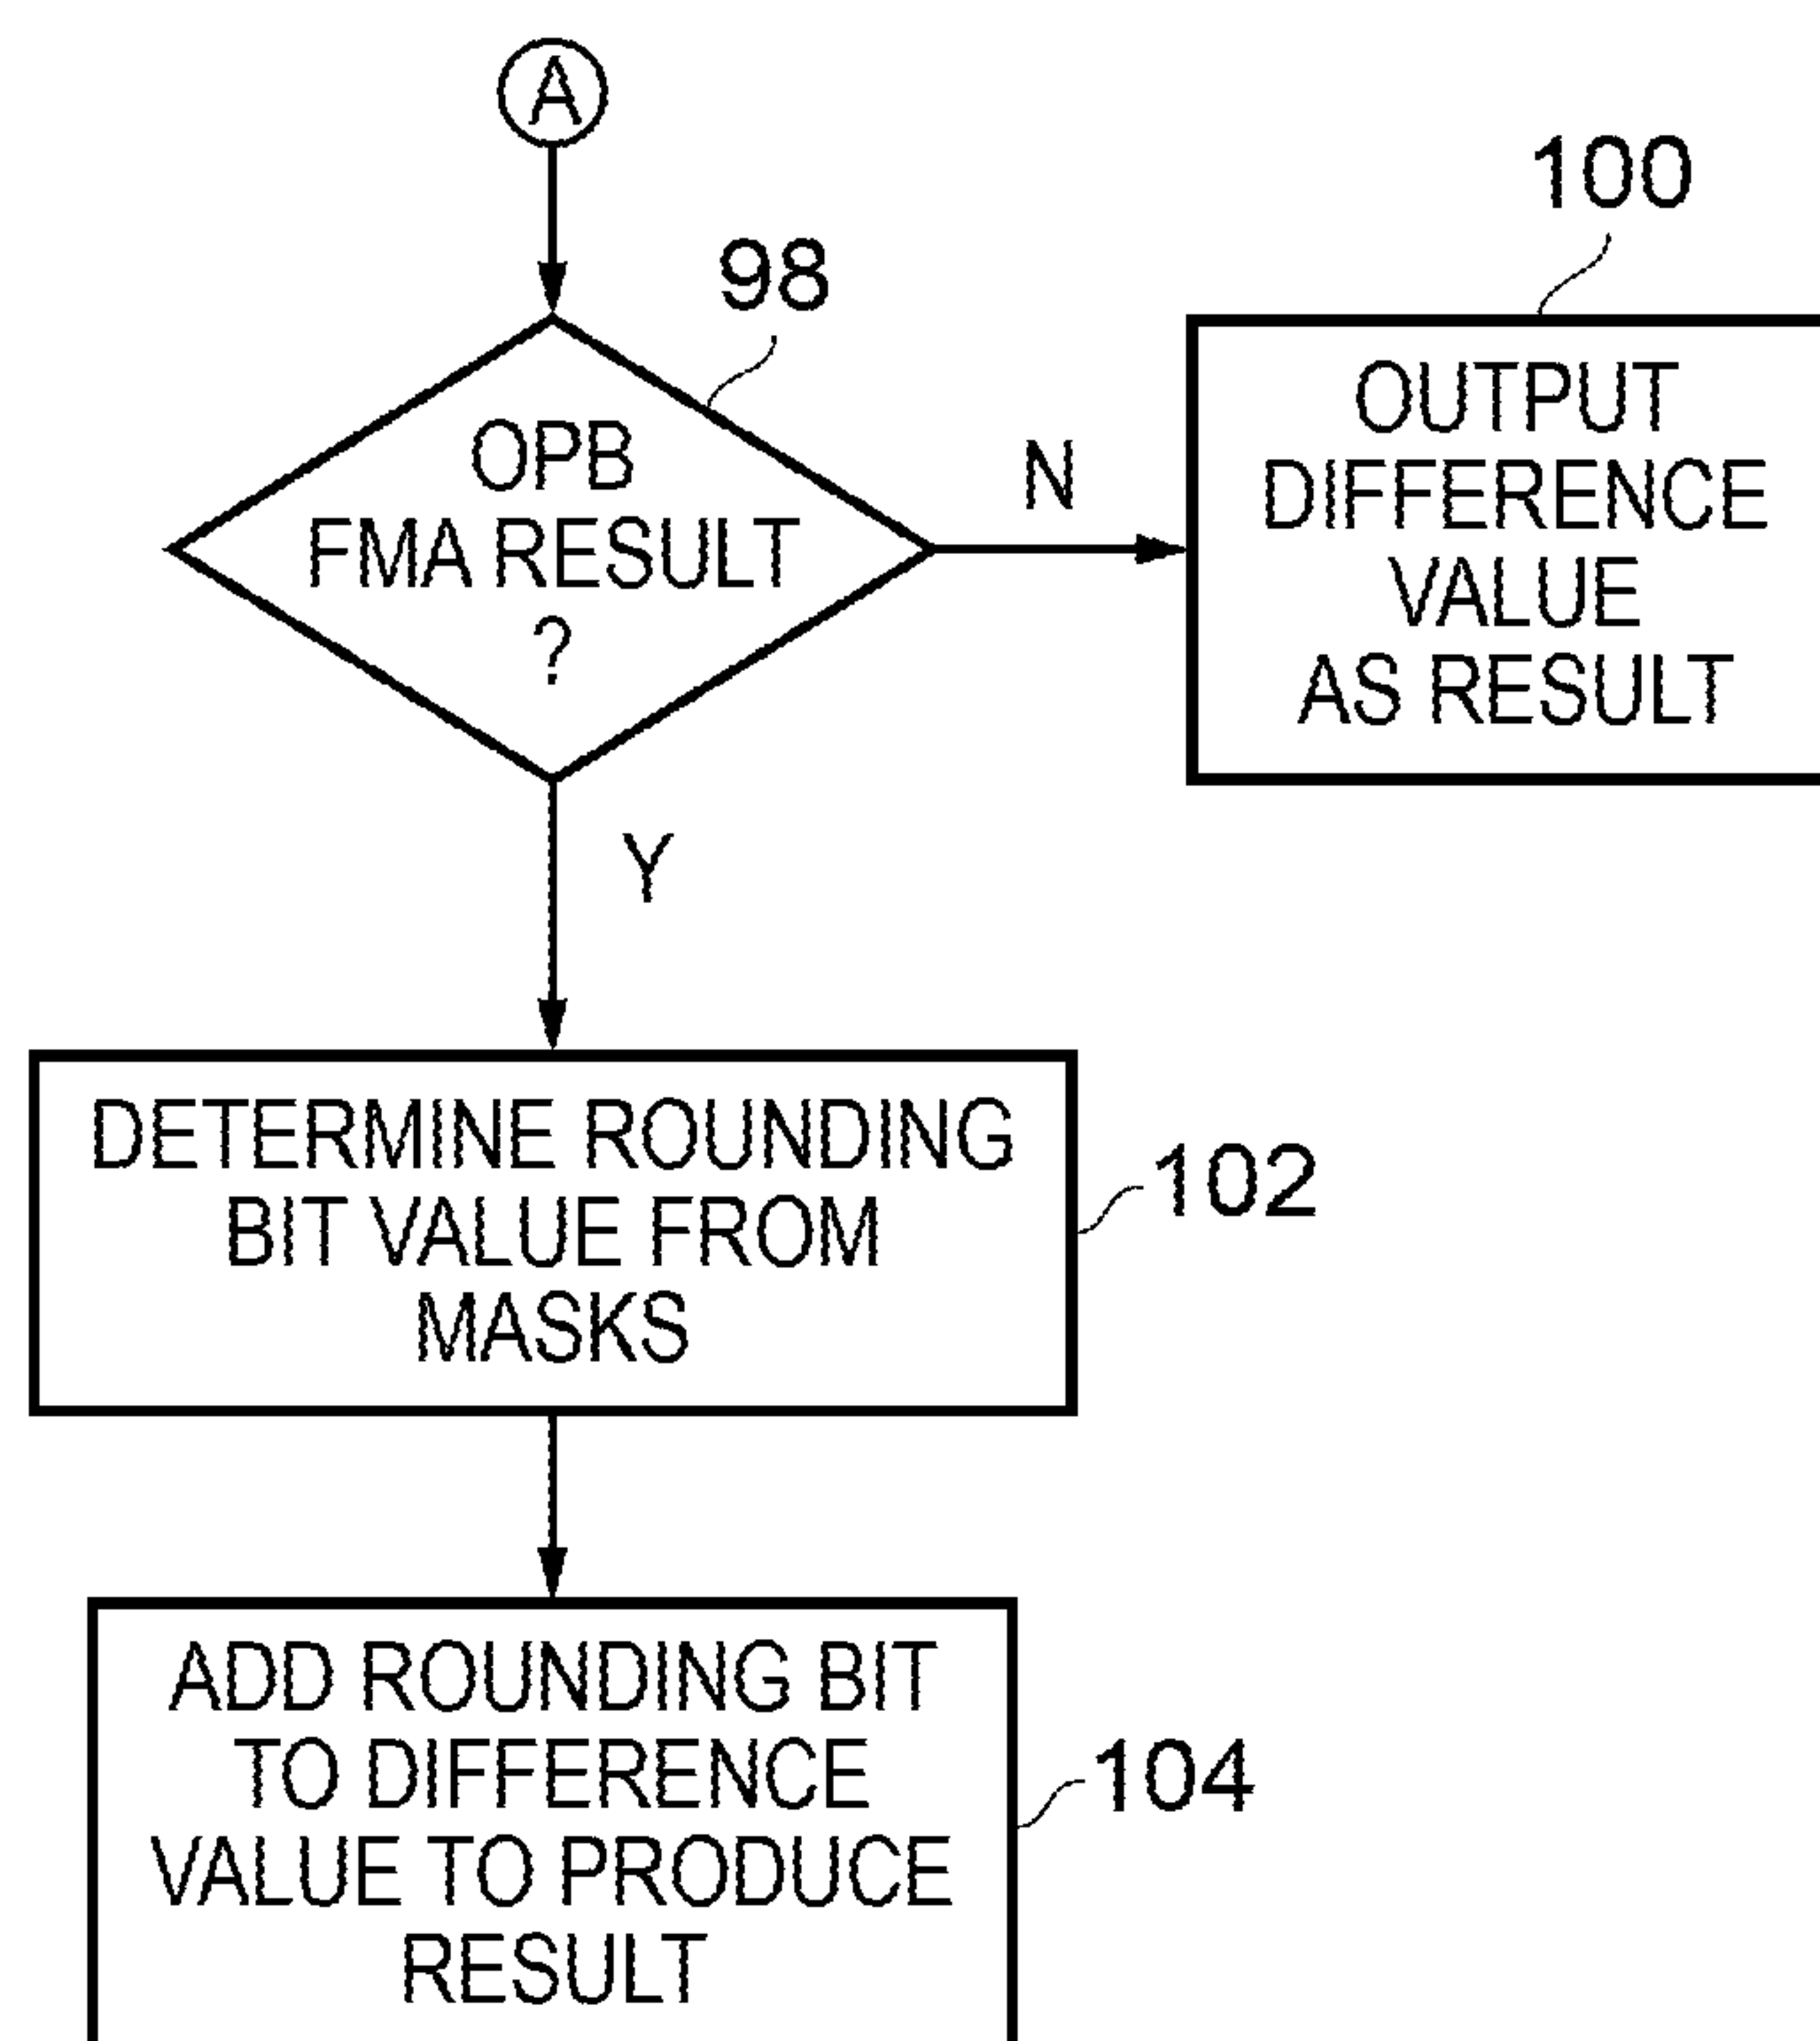 A
98
OPB
FMA RESULT
?
N
100
OUTPUT
DIFFERENCE
VALUE
AS RESULT
Y
DETERMINE ROUNDING
BIT VALUE FROM
MASKS
102
ADD ROUNDING BIT
TO DIFFERENCE
VALUE TO PRODUCE
RESULT
104